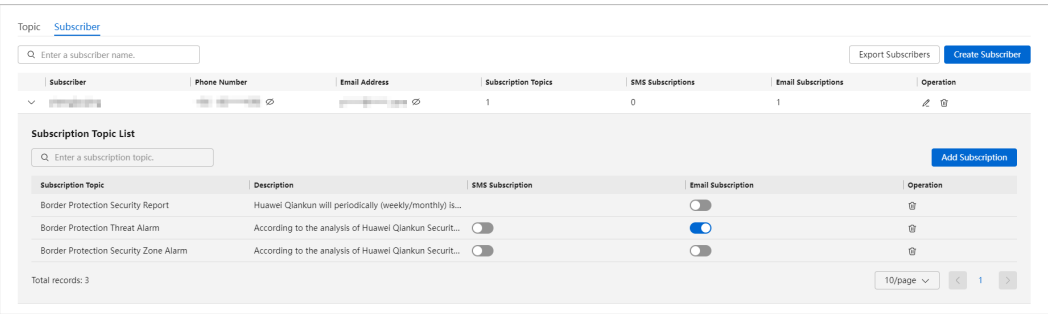 Topic Subscriber
Enter a subscriber name. Export Subscribers Create Subscriber
Subscriber Phone Number Email Address Subscription Topics SMS Subscriptions Email Subscriptions Operation
1 0 1
Subscription Topic List
Enter a subscription topic. Add Subscription
Subscription Topic Description SMS Subscription Email Subscription Operation
Border Protection Security Report Huawei Qiankun will periodically (weekly/monthly) is...
Border Protection Threat Alarm According to the analysis of Huawei Qiankun Securit...
Border Protection Security Zone Alarm According to the analysis of Huawei Qiankun Securit...
Total records: 3 10/page 1